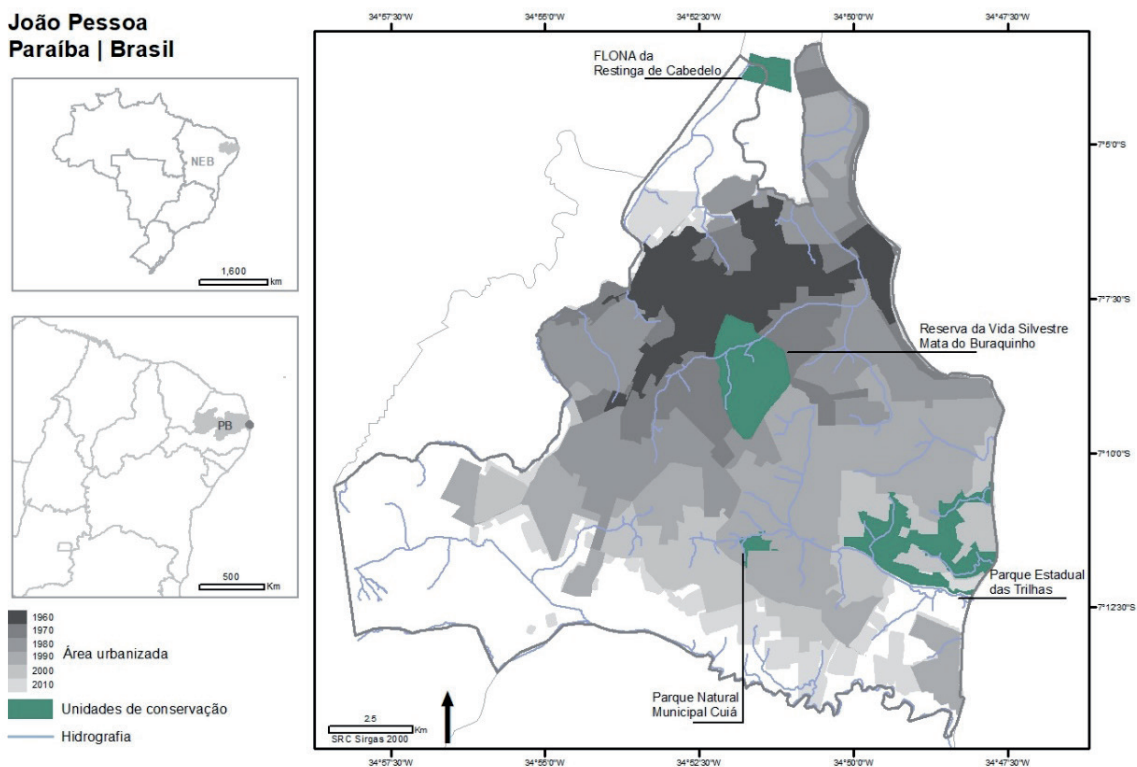 João Pessoa
Paraíba | Brasil
NEB
1,600
km
PB
500
Km
1960
1970
1980
1990
2000
2010
Área urbanizada
Unidades de conservação
Hidrografia
34°57'30"W
34°55'0"W
34°52'30"W
34°50'0"W
34°47'30"W
FLONA da
Restinga de Cabedelo
7°5'0"S
7°7'30"S
Reserva da Vida Silvestre
Mata do Buraquinho
7°10'0"S
Parque Estadual
das Trilhas
7°12'30"S
Parque Natural
Municipal Cuiá
2.5
Km
SRC Sirgas 2000
34°57'30"W
34°55'0"W
34°52'30"W
34°50'0"W
34°47'30"W